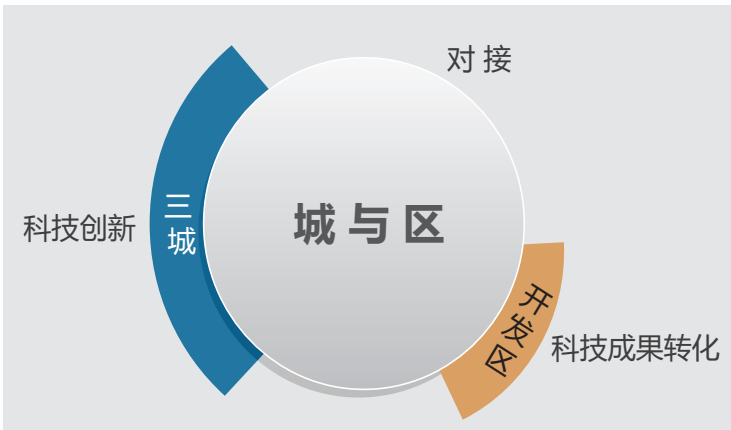 对接
三城
科技创新
城与区
开发区
科技成果转化